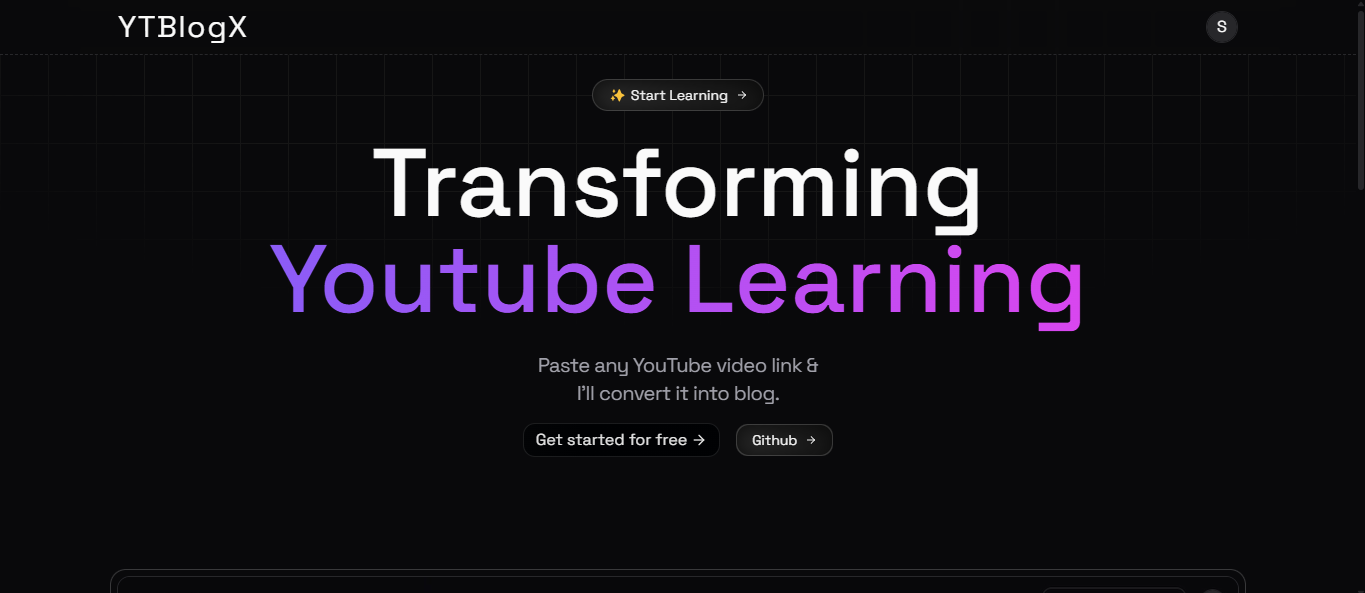 YTBlogX
S
✨ Start Learning →
Transforming
Youtube Learning
Paste any YouTube video link &
I'll convert it into blog.
Get started for free →
Github →